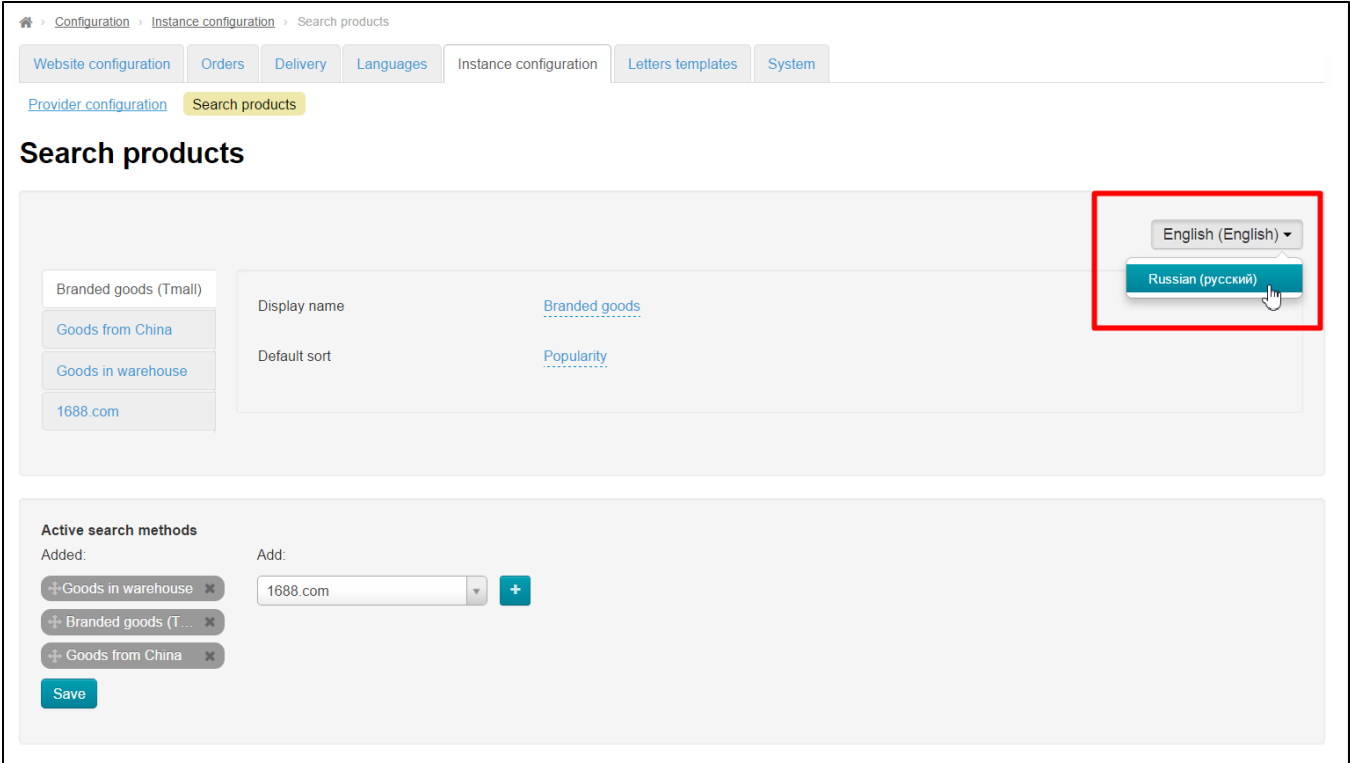 Configuration › Instance configuration › Search products
Website configuration Orders Delivery Languages Instance configuration Letters templates System
Provider configuration Search products
Search products
English (English)
Russian (русский)
Branded goods (Tmall)
Goods from China
Goods in warehouse
1688.com
Display name Branded goods
Default sort Popularity
Active search methods
Added: Add:
Goods in warehouse
Branded goods (T...
Goods from China
1688.com
+
Save